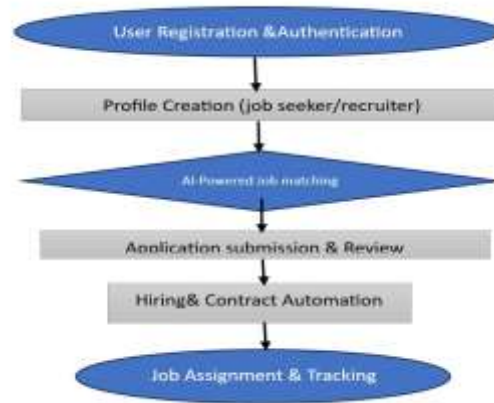 User Registration &Authentication
Profile Creation (job seeker/recruiter)
AI-Powered Job matching
Application submission & Review
Hiring& Contract Automation
Job Assignment & Tracking